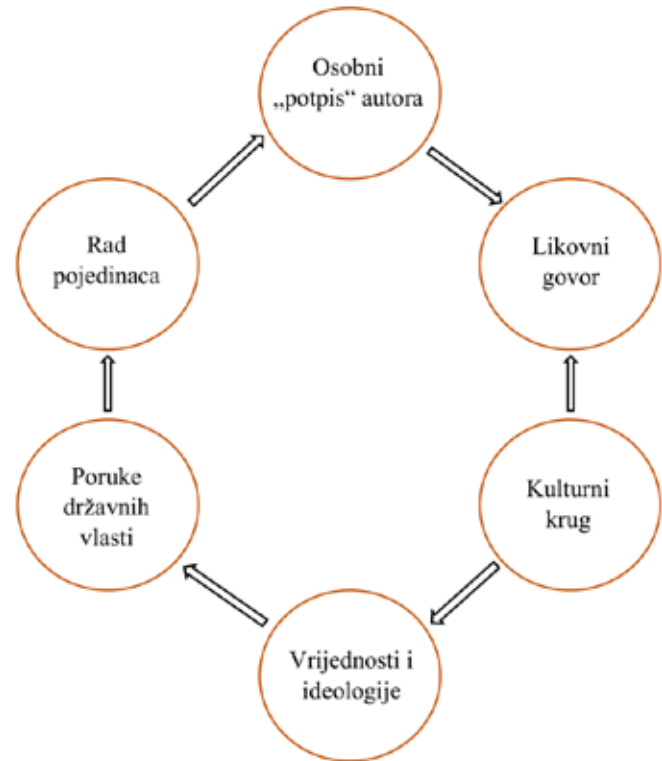 Osobni
„potpis“ autora
Rad
pojedinaca
Likovni
govor
Poruke
državnih
vlasti
Kulturni
krug
Vrijednosti i
ideologije